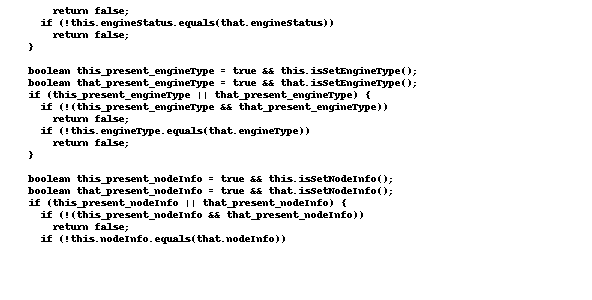 return false;
if (!this.engineStatus.equals(that.engineStatus))
return false;
}
boolean this_present_engineType = true && this.isSetEngineType();
boolean that_present_engineType = true && that.isSetEngineType();
if (this_present_engineType || that_present_engineType) {
if (!(this_present_engineType && that_present_engineType))
return false;
if (!this.engineType.equals(that.engineType))
return false;
}
boolean this_present_nodeInfo = true && this.isSetNodeInfo();
boolean that_present_nodeInfo = true && that.isSetNodeInfo();
if (this_present_nodeInfo || that_present_nodeInfo) {
if (!(this_present_nodeInfo && that_present_nodeInfo))
return false;
if (!this.nodeInfo.equals(that.nodeInfo))